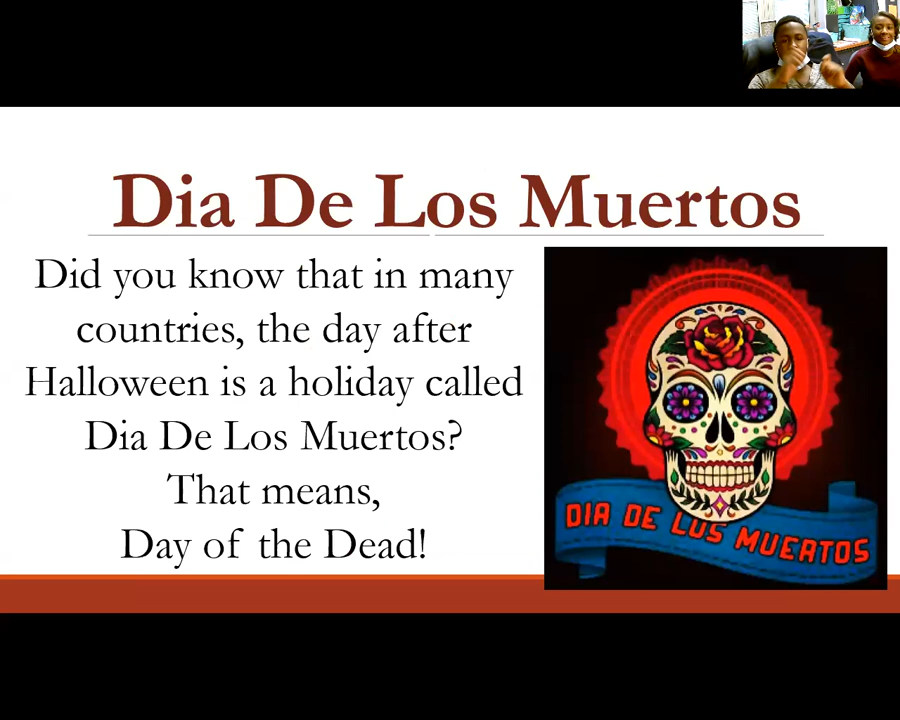 Dia De Los Muertos
Did you know that in many
countries, the day after
Halloween is a holiday called
Dia De Los Muertos?
That means,
Day of the Dead!
DIA DE LOS MUERTOS